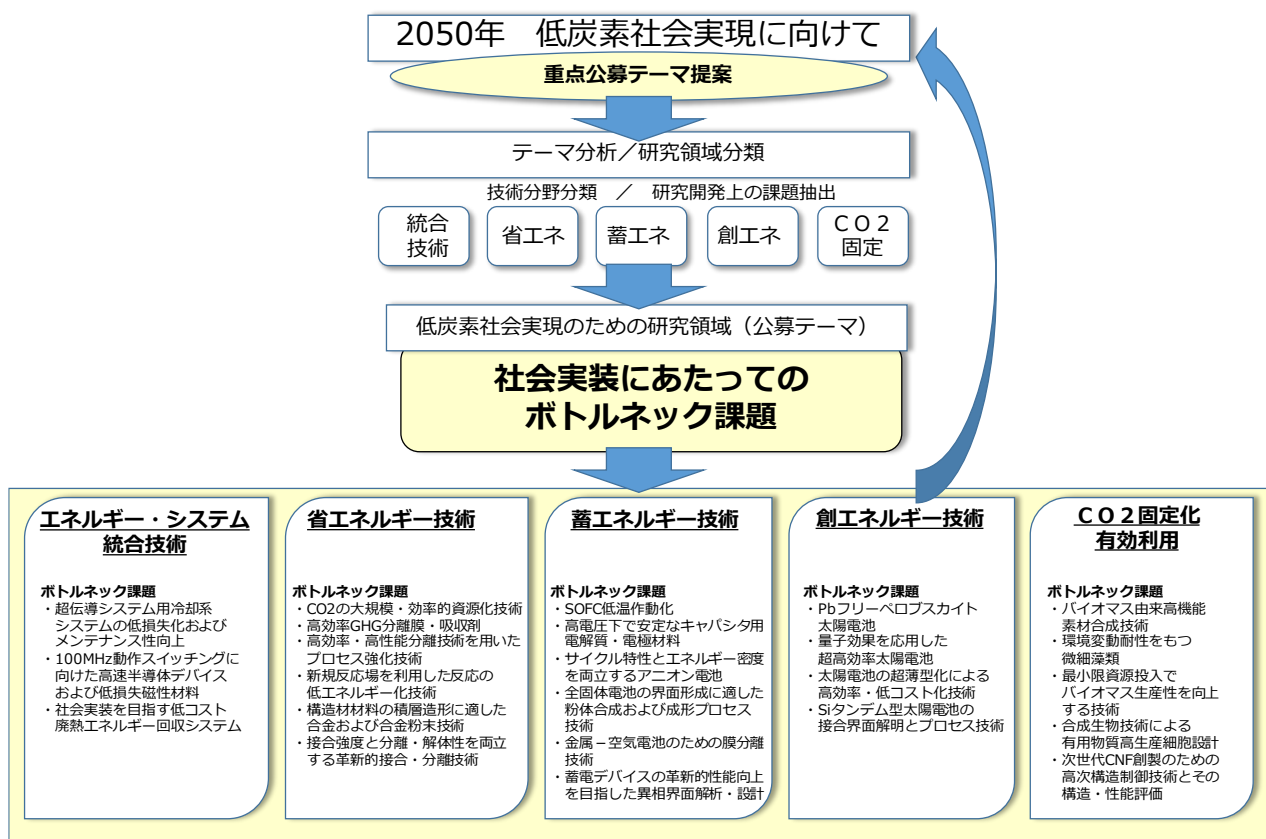 2050年　低炭素社会実現に向けて
重点公募テーマ提案
テーマ分析／研究領域分類
技術分野分類　／　研究開発上の課題抽出
統合
技術
省エネ
蓄エネ
創エネ
ＣＯ２
固定
低炭素社会実現のための研究領域（公募テーマ）
社会実装にあたっての
ボトルネック課題
エネルギー・システム
統合技術
ボトルネック課題
・超伝導システム用冷却系
システムの低損失化および
メンテナンス性向上
・100MHz動作スイッチングに
向けた高速半導体デバイス
および低損失磁性材料
・社会実装を目指す低コスト
廃熱エネルギー回収システム
省エネルギー技術
ボトルネック課題
・CO2の大規模・効率的資源化技術
・高効率GHG分離膜・吸収剤
・高効率・高性能分離技術を用いた
プロセス強化技術
・新規反応場を利用した反応の
低エネルギー化技術
・構造材材料の積層造形に適した
合金および合金粉末技術
・接合強度と分離・解体性を両立
する革新的接合・分離技術
蓄エネルギー技術
ボトルネック課題
・SOFC低温作動化
・高電圧下で安定なキャパシタ用
電解質・電極材料
・サイクル特性とエネルギー密度
を両立するアニオン電池
・全固体電池の界面形成に適した
粉体合成および成形プロセス
技術
・金属－空気電池のための膜分離
技術
・蓄電デバイスの革新的性能向上
を目指した異相界面解析・設計
創エネルギー技術
ボトルネック課題
・Pbフリーペロブスカイト
太陽電池
・量子効果を応用した
超高効率太陽電池
・太陽電池の超薄型化による
高効率・低コスト化技術
・Siタンデム型太陽電池の
接合界面解明とプロセス技術
ＣＯ２固定化
有効利用
ボトルネック課題
・バイオマス由来高機能
素材合成技術
・環境変動耐性をもつ
微細藻類
・最小限資源投入で
バイオマス生産性を向上
する技術
・合成生物技術による
有用物質高生産細胞設計
・次世代CNF創製のための
高次構造制御技術とその
構造・性能評価